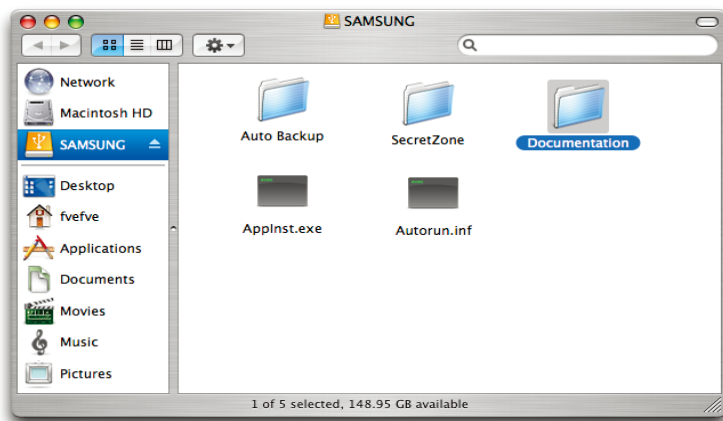 SAMSUNG
Network
Macintosh HD
SAMSUNG
Desktop
fvefve
Applications
Documents
Movies
Music
Pictures
Auto Backup
SecretZone
Documentation
AppInst.exe
Autorun.inf
1 of 5 selected, 148.95 GB available